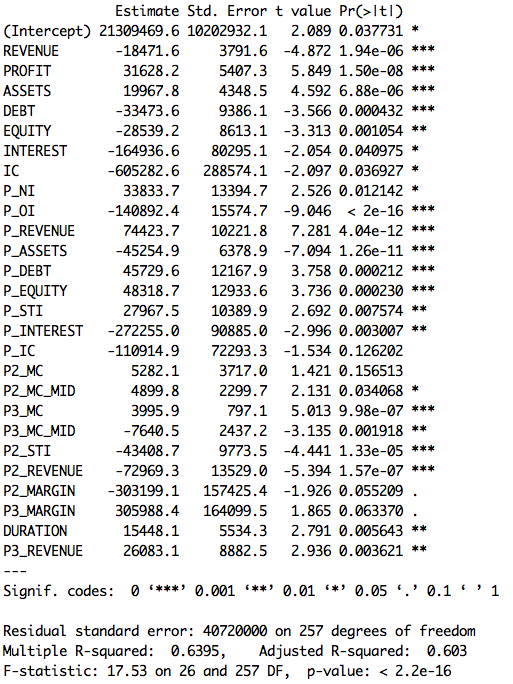 Estimate Std. Error t value Pr(>|t|)
(Intercept) 21309469.6 10202932.1 2.089 0.037731 *
REVENUE -18471.6 3791.6 -4.872 1.94e-06 ***
PROFIT 31628.2 5407.3 5.849 1.50e-08 ***
ASSETS 19967.8 4348.5 4.592 6.88e-06 ***
DEBT -33473.6 9386.1 -3.566 0.000432 ***
EQUITY -28539.2 8613.1 -3.313 0.001054 **
INTEREST -164936.6 80295.1 -2.054 0.040975 *
IC -605282.6 288574.1 -2.097 0.036927 *
P_NI 33833.7 13394.7 2.526 0.012142 *
P_OI -140892.4 15574.7 -9.046 < 2e-16 ***
P_REVENUE 74423.7 10221.8 7.281 4.04e-12 ***
P_ASSETS -45254.9 6378.9 -7.094 1.26e-11 ***
P_DEBT 45729.6 12167.9 3.758 0.000212 ***
P_EQUITY 48318.7 12933.6 3.736 0.000230 ***
P_STI 27967.5 10389.9 2.692 0.007574 **
P_INTEREST -272255.0 90885.0 -2.996 0.003007 **
P_IC -110914.9 72293.3 -1.534 0.126202
P2_MC 5282.1 3717.0 1.421 0.156513
P2_MC_MID 4899.8 2299.7 2.131 0.034068 *
P3_MC 3995.9 797.1 5.013 9.98e-07 ***
P3_MC_MID -7640.5 2437.2 -3.135 0.001918 **
P2_STI -43408.7 9773.5 -4.441 1.33e-05 ***
P2_REVENUE -72969.3 13529.0 -5.394 1.57e-07 ***
P2_MARGIN -303199.1 157425.4 -1.926 0.055209 .
P3_MARGIN 305988.4 164099.5 1.865 0.063370 .
DURATION 15448.1 5534.3 2.791 0.005643 **
P3_REVENUE 26083.1 8882.5 2.936 0.003621 **
---
Signif. codes: 0 ‘***’ 0.001 ‘**’ 0.01 ‘*’ 0.05 ‘.’ 0.1 ‘ ’ 1
Residual standard error: 40720000 on 257 degrees of freedom
Multiple R-squared: 0.6395, Adjusted R-squared: 0.603
F-statistic: 17.53 on 26 and 257 DF, p-value: < 2.2e-16